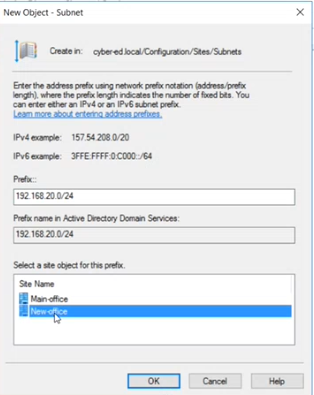 New Object - Subnet
Create in: cyber-ed.local/Configuration/Sites/Subnets
Enter the address prefix using network prefix notation (address/prefix
length), where the prefix length indicates the number of fixed bits. You
can enter either an IPv4 or an IPv6 subnet prefix.
Learn more about entering address prefixes.
IPv4 example: 157.54.208.0/20
IPv6 example: 3FFE:FFFF:0:C000::/64
Prefix::
192.168.20.0/24
Prefix name in Active Directory Domain Services:
192.168.20.0/24
Select a site object for this prefix.
Site Name
Main-office
New-office
OK Cancel Help